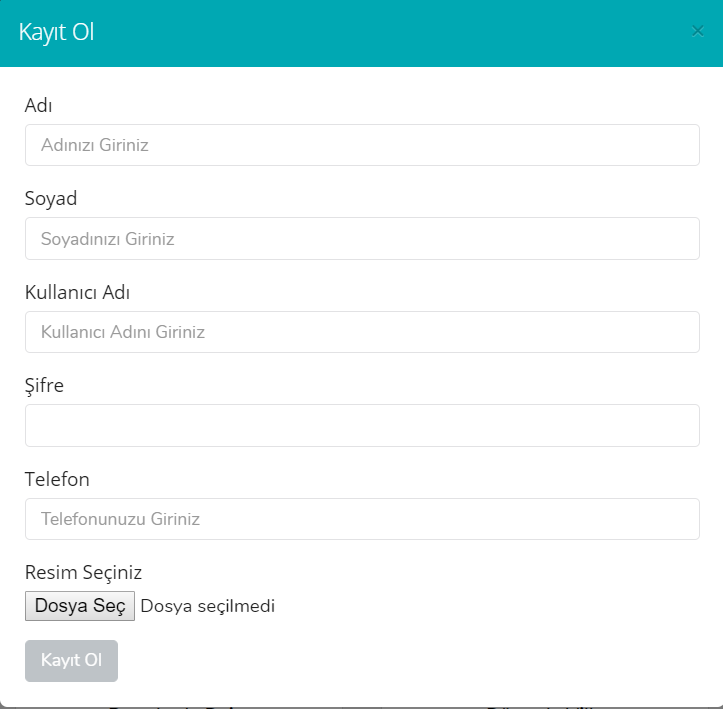 Kayıt Ol ×
Adı
Adınızı Giriniz
Soyad
Soyadınızı Giriniz
Kullanıcı Adı
Kullanıcı Adını Giriniz
Şifre
Telefon
Telefonunuzu Giriniz
Resim Seçiniz
Dosya Seç Dosya seçilmedi
Kayıt Ol